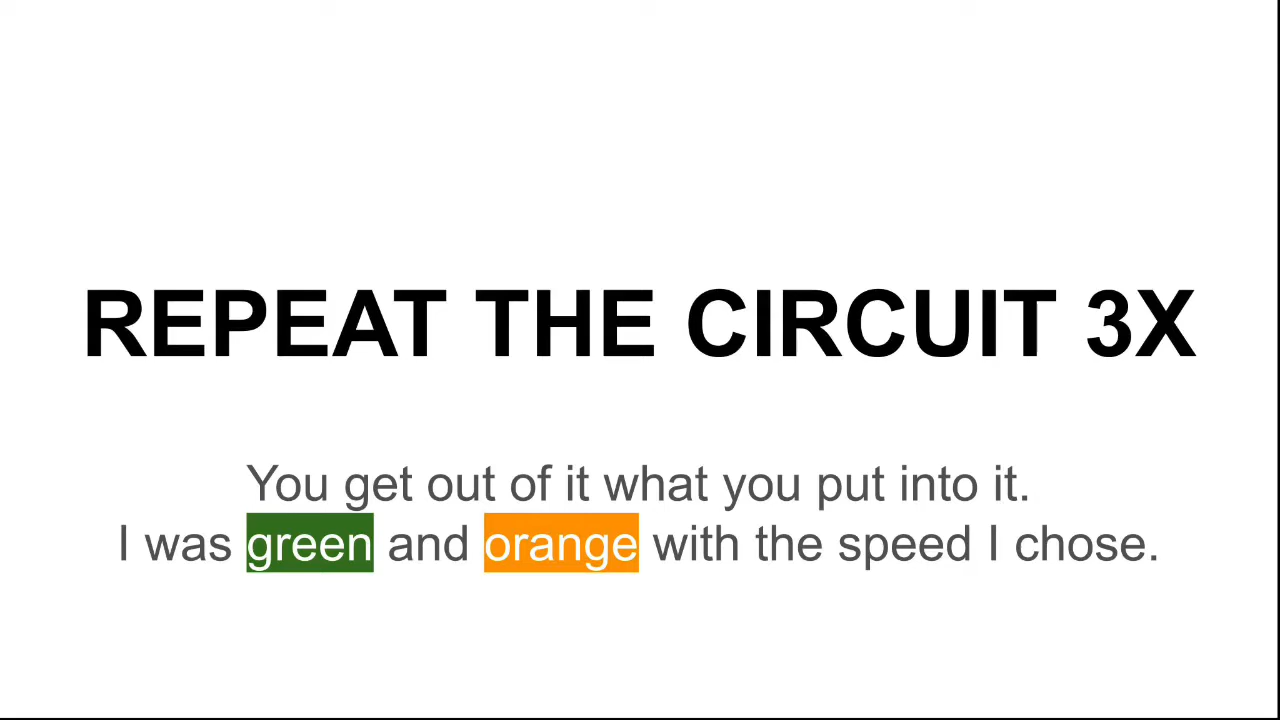 REPEAT THE CIRCUIT 3X
You get out of it what you put into it.
I was green and orange with the speed I chose.